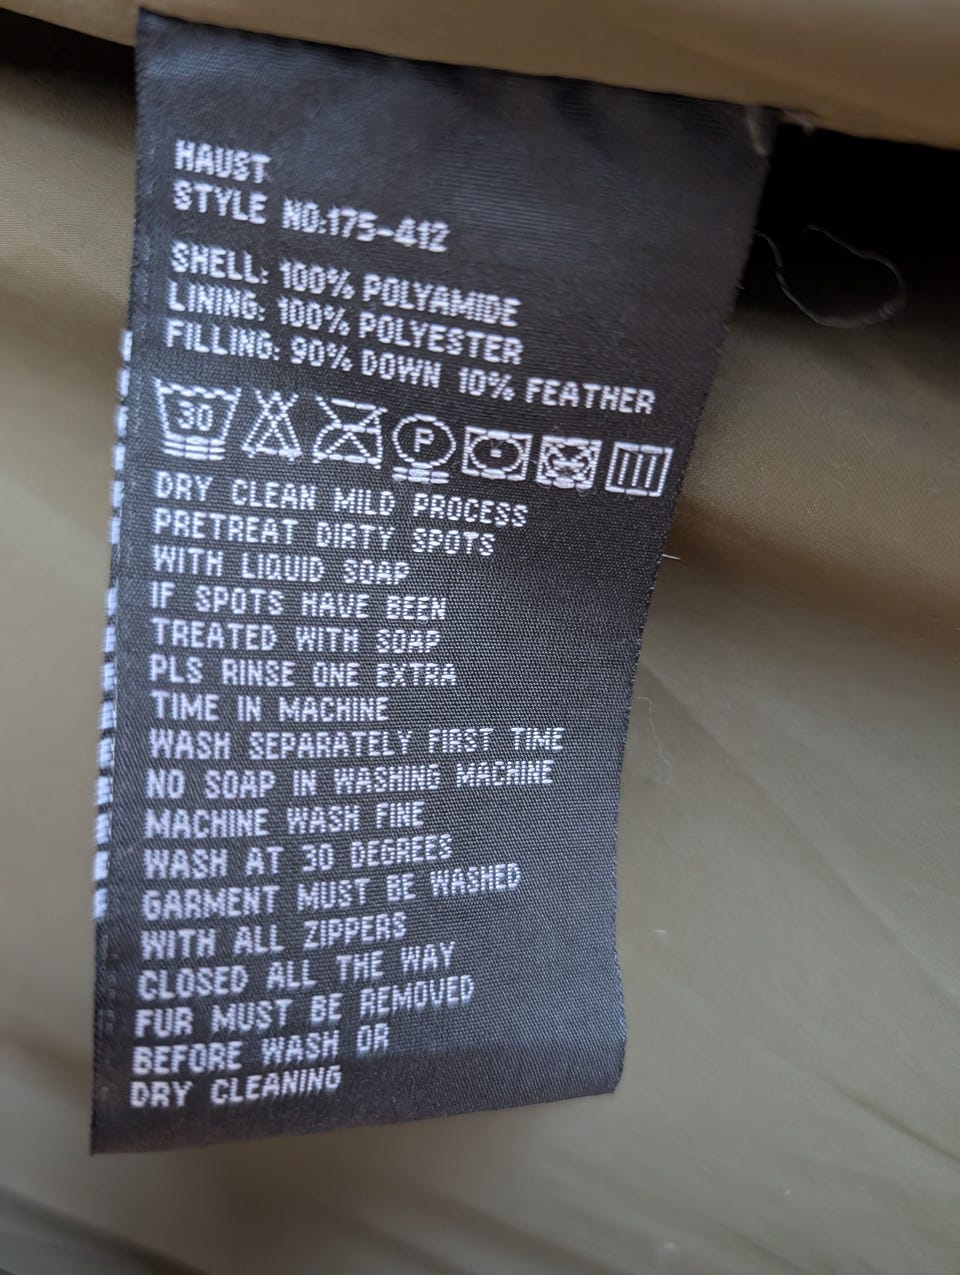 HAUST
STYLE NO:175-412
SHELL: 100% POLYAMIDE
LINING: 100% POLYESTER
FILLING: 90% DOWN 10% FEATHER
30 P
DRY CLEAN MILD PROCESS
PRETREAT DIRTY SPOTS
WITH LIQUID SOAP
IF SPOTS HAVE BEEN
TREATED WITH SOAP
PLS RINSE ONE EXTRA
TIME IN MACHINE
WASH SEPARATELY FIRST TIME
NO SOAP IN WASHING MACHINE
MACHINE WASH FINE
WASH AT 30 DEGREES
GARMENT MUST BE WASHED
WITH ALL ZIPPERS
CLOSED ALL THE WAY
FUR MUST BE REMOVED
BEFORE WASH OR
DRY CLEANING